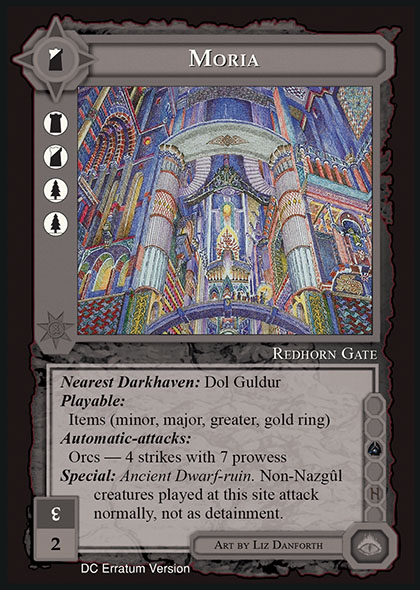 MORIA
REDHORN GATE
Nearest Darkhaven: Dol Guldur
Playable:
Items (minor, major, greater, gold ring)
Automatic-attacks:
Orcs — 4 strikes with 7 prowess
Special: Ancient Dwarf-ruin. Non-Nazgûl
creatures played at this site attack
normally, not as detainment.
ε
2
ART BY LIZ DANFORTH
DC Erratum Version